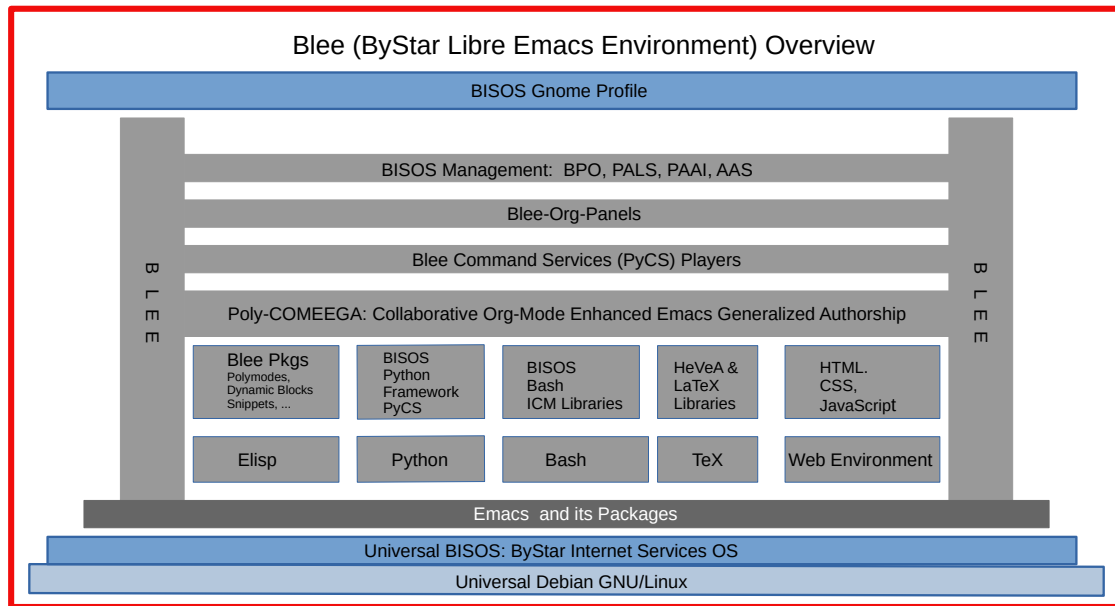 Blee (ByStar Libre Emacs Environment) Overview
BISOS Gnome Profile
BISOS Management:  BPO, PALS, PAAI, AAS
Blee-Org-Panels
Blee Command Services (PyCS) Players
B L E E
B L E E
Poly-COMEEGA: Collaborative Org-Mode Enhanced Emacs Generalized Authorship
Blee Pkgs
Polymodes,
Dynamic Blocks
Snippets, ...
BISOS
Python
Framework
PyCS
BISOS
Bash
ICM Libraries
HeVeA &
LaTeX
Libraries
HTML.
CSS,
JavaScript
Elisp
Python
Bash
TeX
Web Environment
Emacs  and its Packages
Universal BISOS: ByStar Internet Services OS
Universal Debian GNU/Linux